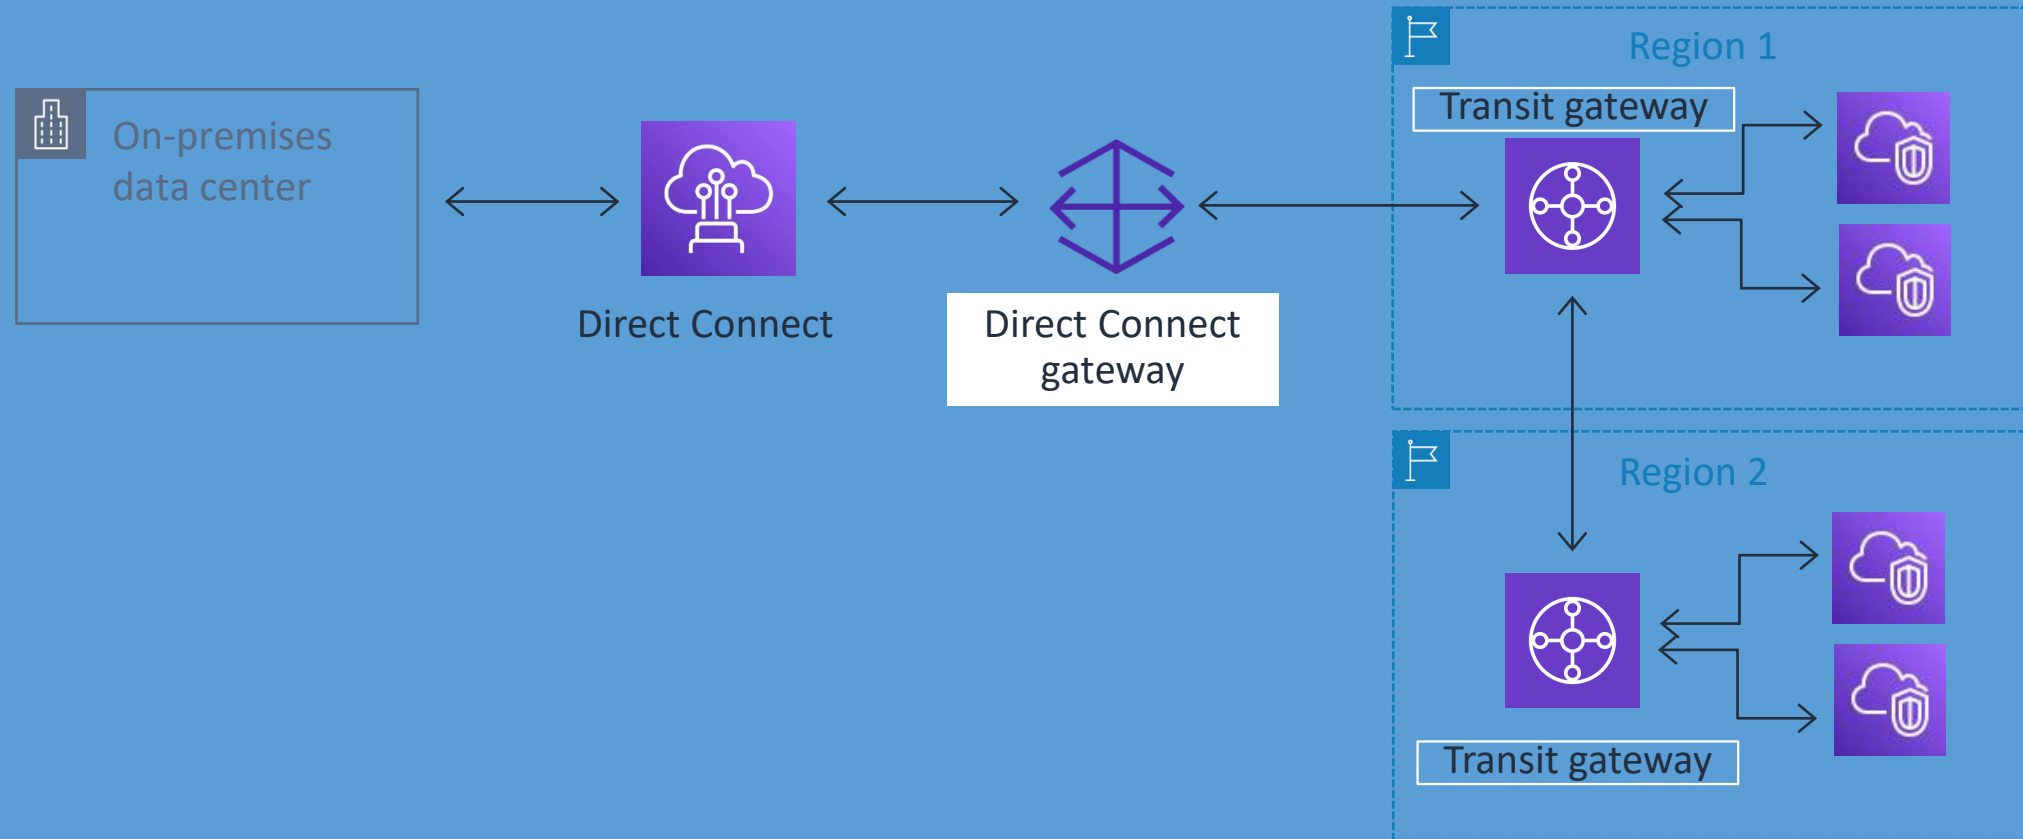 On-premises
data center
Direct Connect
Direct Connect
gateway
Region 1
Transit gateway
Region 2
Transit gateway